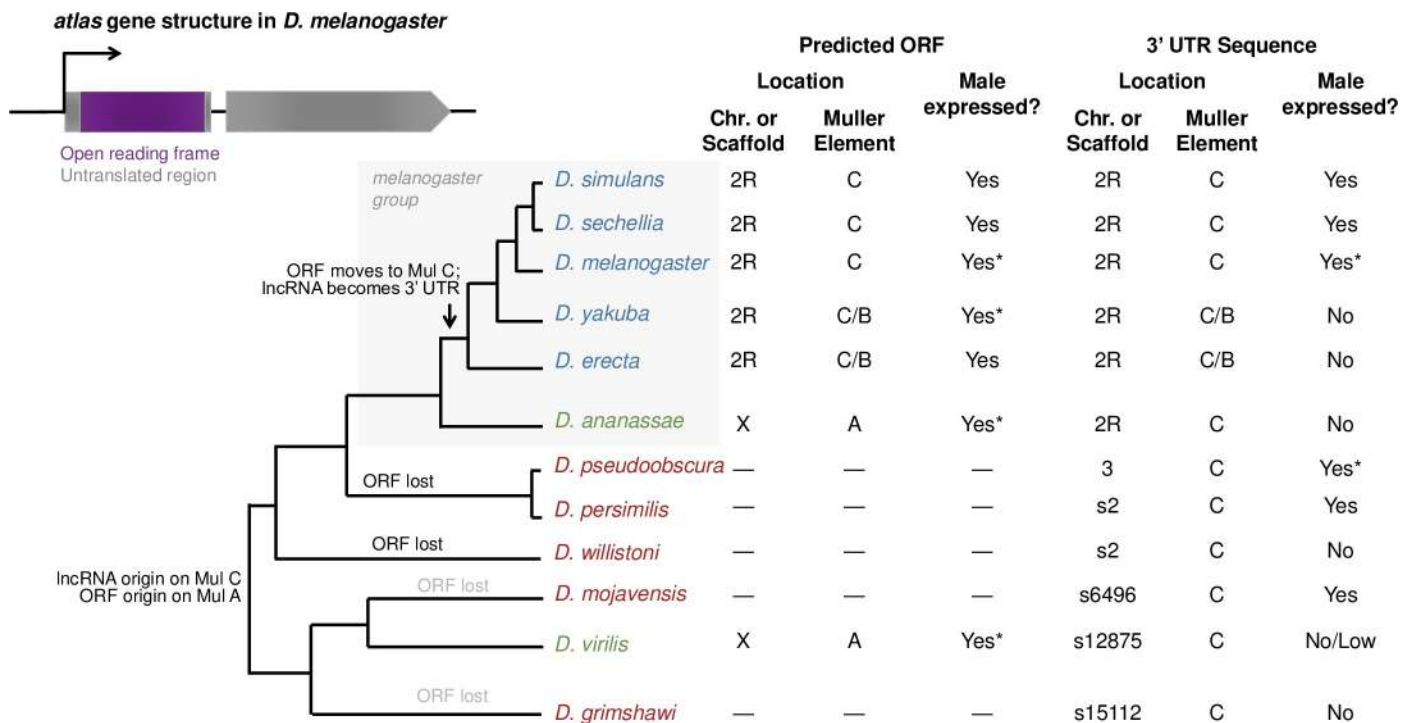 atlas gene structure in D. melanogaster
Open reading frame
Untranslated region
Predicted ORF 3' UTR Sequence
Location Male expressed? Location Male expressed?
Chr. or Scaffold Muller Element Chr. or Scaffold Muller Element
melanogaster group
D. simulans 2R C Yes 2R C Yes
D. sechellia 2R C Yes 2R C Yes
ORF moves to Mul C;
lncRNA becomes 3' UTR
D. melanogaster 2R C Yes* 2R C Yes*
D. yakuba 2R C/B Yes* 2R C/B No
D. erecta 2R C/B Yes 2R C/B No
D. ananassae X A Yes* 2R C No
ORF lost
D. pseudoobscura — — — 3 C Yes*
D. persimilis — — — s2 C Yes
ORF lost
D. willistoni — — — s2 C No
lncRNA origin on Mul C
ORF origin on Mul A
ORF lost
D. mojavensis — — — s6496 C Yes
D. virilis X A Yes* s12875 C No/Low
ORF lost
D. grimshawi — — — s15112 C No